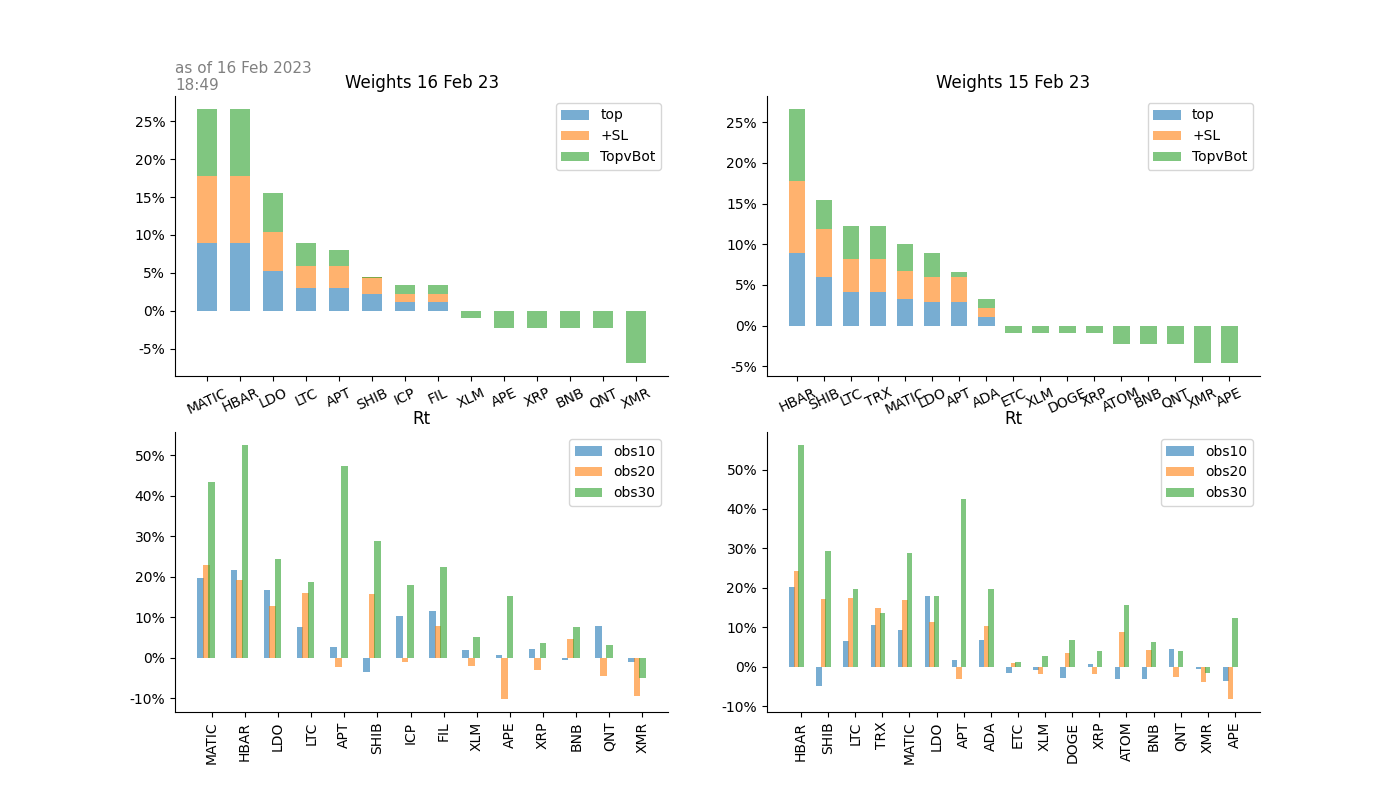 as of 16 Feb 2023
18:49
Weights 16 Feb 23
25%
20%
15%
10%
5%
0%
-5%
top
+SL
TopvBot
MATIC HBAR LDO LTC APT SHIB ICP FIL XLM APE XRP BNB QNT XMR
Weights 15 Feb 23
25%
20%
15%
10%
5%
0%
-5%
top
+SL
TopvBot
HBAR SHIB LTC TRX MATIC LDO APT ADA ETC XLM DOGE XRP ATOM BNB QNT XMR APE
Rt
50%
40%
30%
20%
10%
0%
-10%
obs10
obs20
obs30
MATIC HBAR LDO LTC APT SHIB ICP FIL XLM APE XRP BNB QNT XMR
Rt
50%
40%
30%
20%
10%
0%
-10%
obs10
obs20
obs30
HBAR SHIB LTC TRX MATIC LDO APT ADA ETC XLM DOGE XRP ATOM BNB QNT XMR APE